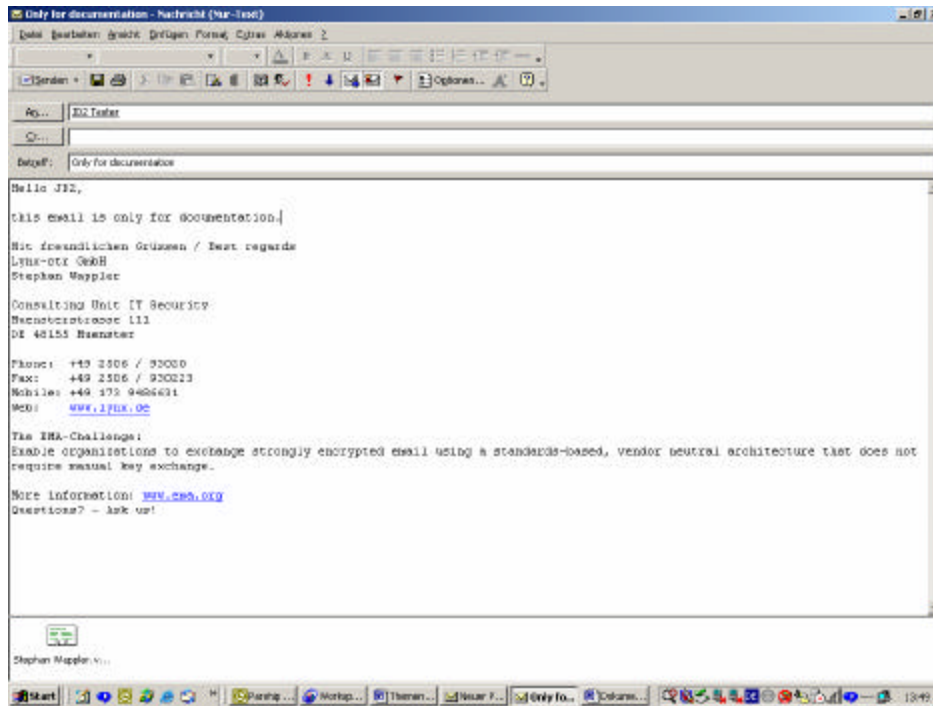 Only for documentation - Nachricht (Nur-Text)
Datei Bearbeiten Ansicht Einfügen Format Extras Aktionen ?
Senden Optionen...
An... JD2 Tester
Cc...
Betreff: Only for documentation
Hello JD2,
this email is only for documentation.
Mit freundlichen Grüssen / Best regards
Lynx-otr GmbH
Stephan Wappler
Consulting Unit IT Security
Muensterstrasse 111
DE 48155 Muenster
Phone: +49 2506 /
Fax: +49 2506 / 930223
Mobile: +49 173
Web: www.lynx.de
The EMA-Challenge:
Enable organizations to exchange strongly encrypted email using a standards-based, vendor neutral architecture that does not
require manual key exchange.
More information: www.ema.org
Questions? - Ask us!
Stephan Wappler.v...
Start Themen... Neuer P... Only fo... Dokume... 13:49